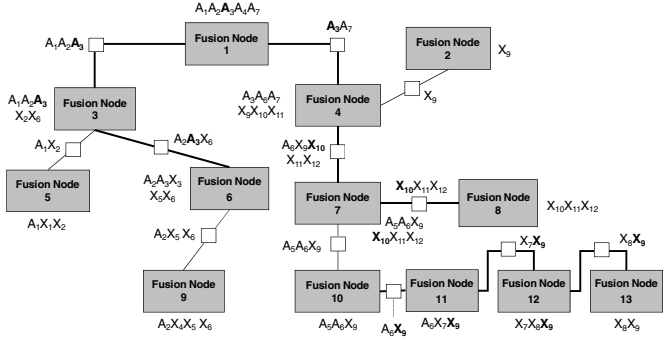 A1A2A3A4A7
Fusion Node
1
A1A2A3
A3A7
Fusion Node
2
X9
X9
A1A2A3
X2X6
Fusion Node
3
A3A6A7
X9X10X11
Fusion Node
4
A1X2
A2A3X6
A6X9X10
X11X12
Fusion Node
5
A1X1X2
A2A3X3
X5X6
Fusion Node
6
Fusion Node
7
X10X11X12
Fusion Node
8
X10X11X12
A5A6X9
X10X11X12
A2X5 X6
A5A6X9
X7X9
X8X9
Fusion Node
9
A2X4X5 X6
Fusion Node
10
A5A6X9
A6X9
Fusion Node
11
A6X7X9
Fusion Node
12
X7X8X9
Fusion Node
13
X8X9